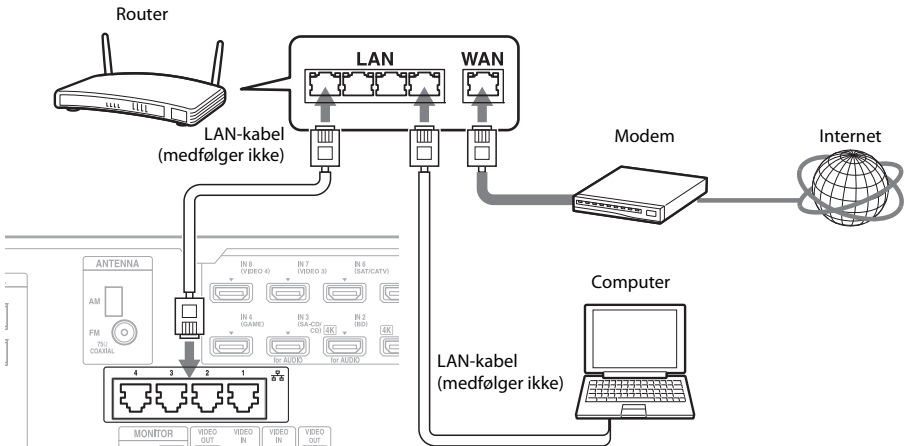 Router
LAN
WAN
LAN-kabel
(medfølger ikke)
Modem
Internet
ANTENNA
AM
FM
75Ω
COAXIAL
IN 8
(VIDEO 4)
IN 7
(VIDEO 3)
IN 6
(SAT/CATV)
IN 4
(GAME)
IN 3
(SA-CD/
CD)
4K
IN 2
(BD)
4K
for AUDIO
for AUDIO
Computer
LAN-kabel
(medfølger ikke)
4 3 2 1
MONITOR
VIDEO
OUT
VIDEO
IN
VIDEO
IN
VIDEO
OUT